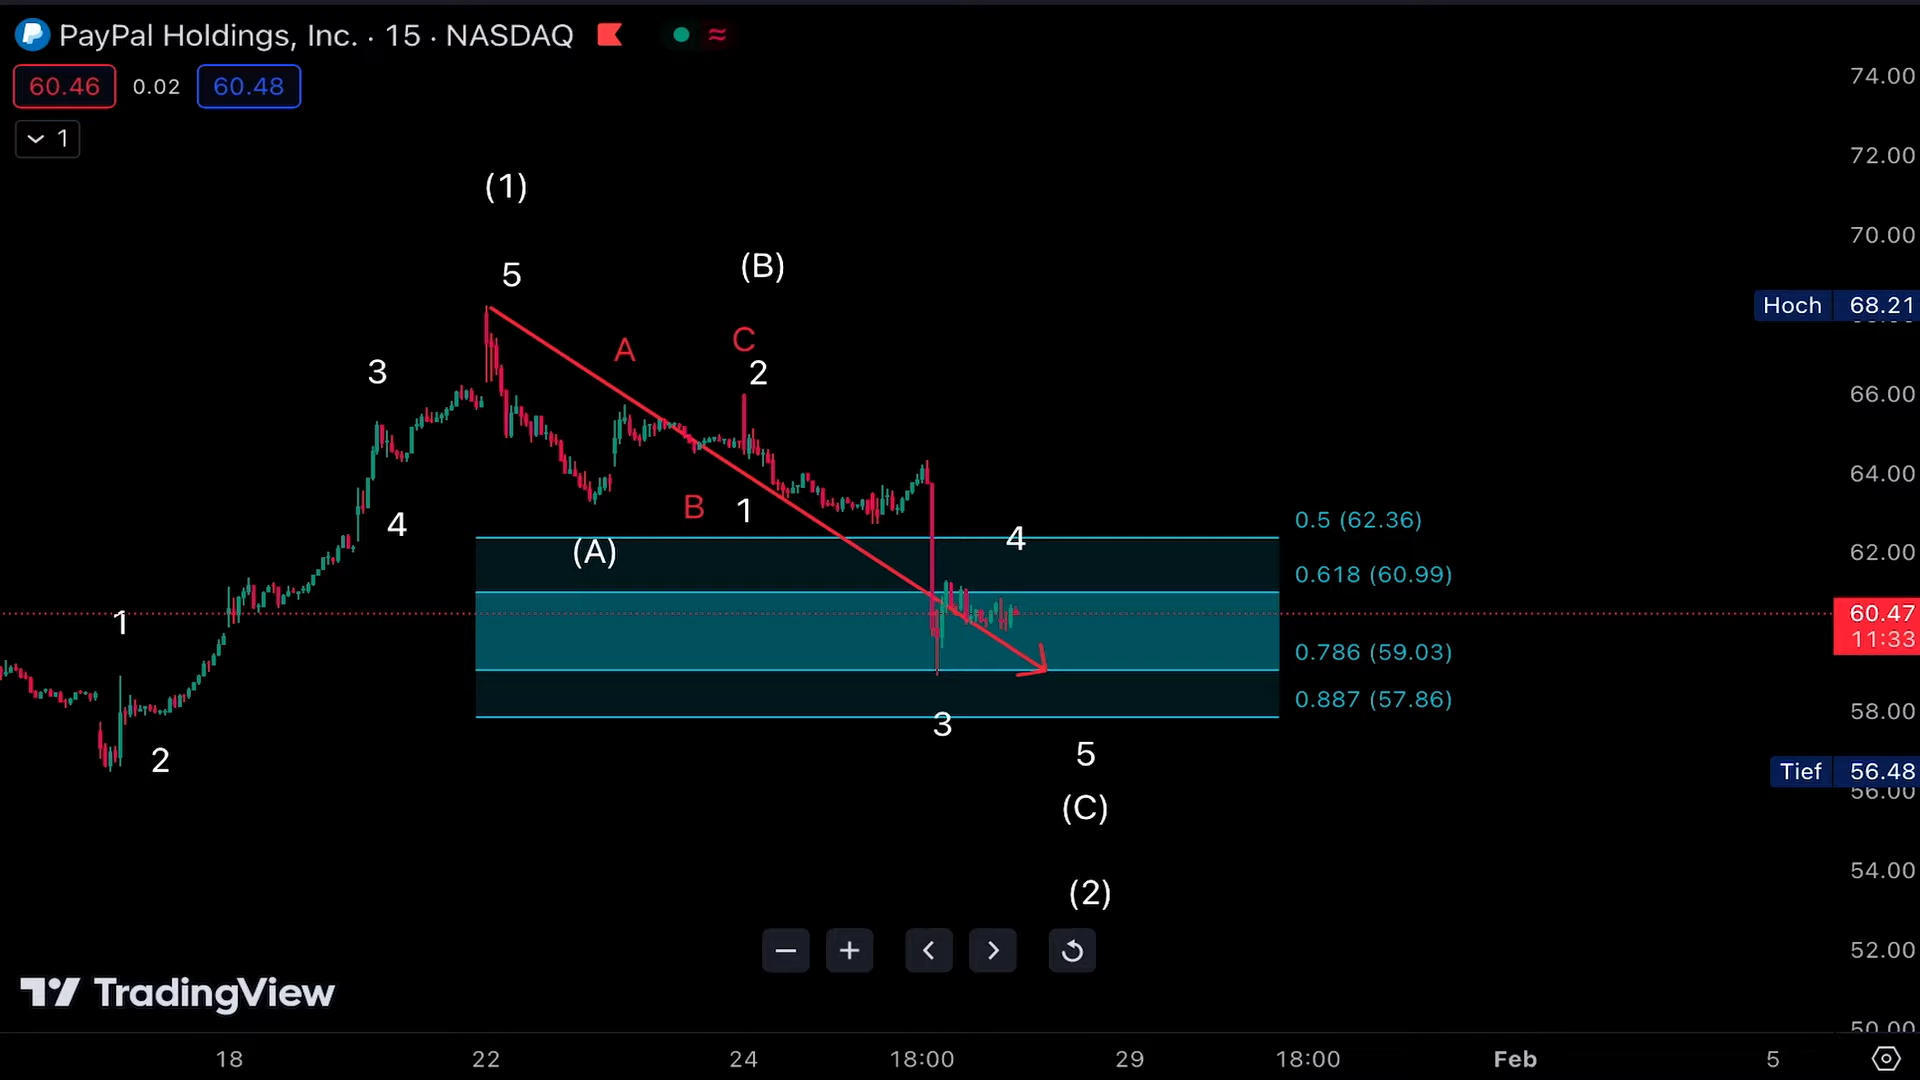 PayPal Holdings, Inc. · 15 · NASDAQ
60.46 0.02 60.48
1
74.00
72.00
(1)
70.00
(B)
5
Hoch 68.21
C
A
3
2
66.00
64.00
B
1
4
0.5 (62.36)
4
(A)
62.00
0.618 (60.99)
1
60.47
11:33
0.786 (59.03)
0.887 (57.86)
58.00
3
5
2
Tief 56.48
56.00
(C)
54.00
(2)
52.00
TradingView
50.00
18 22 24 18:00 29 18:00 Feb 5